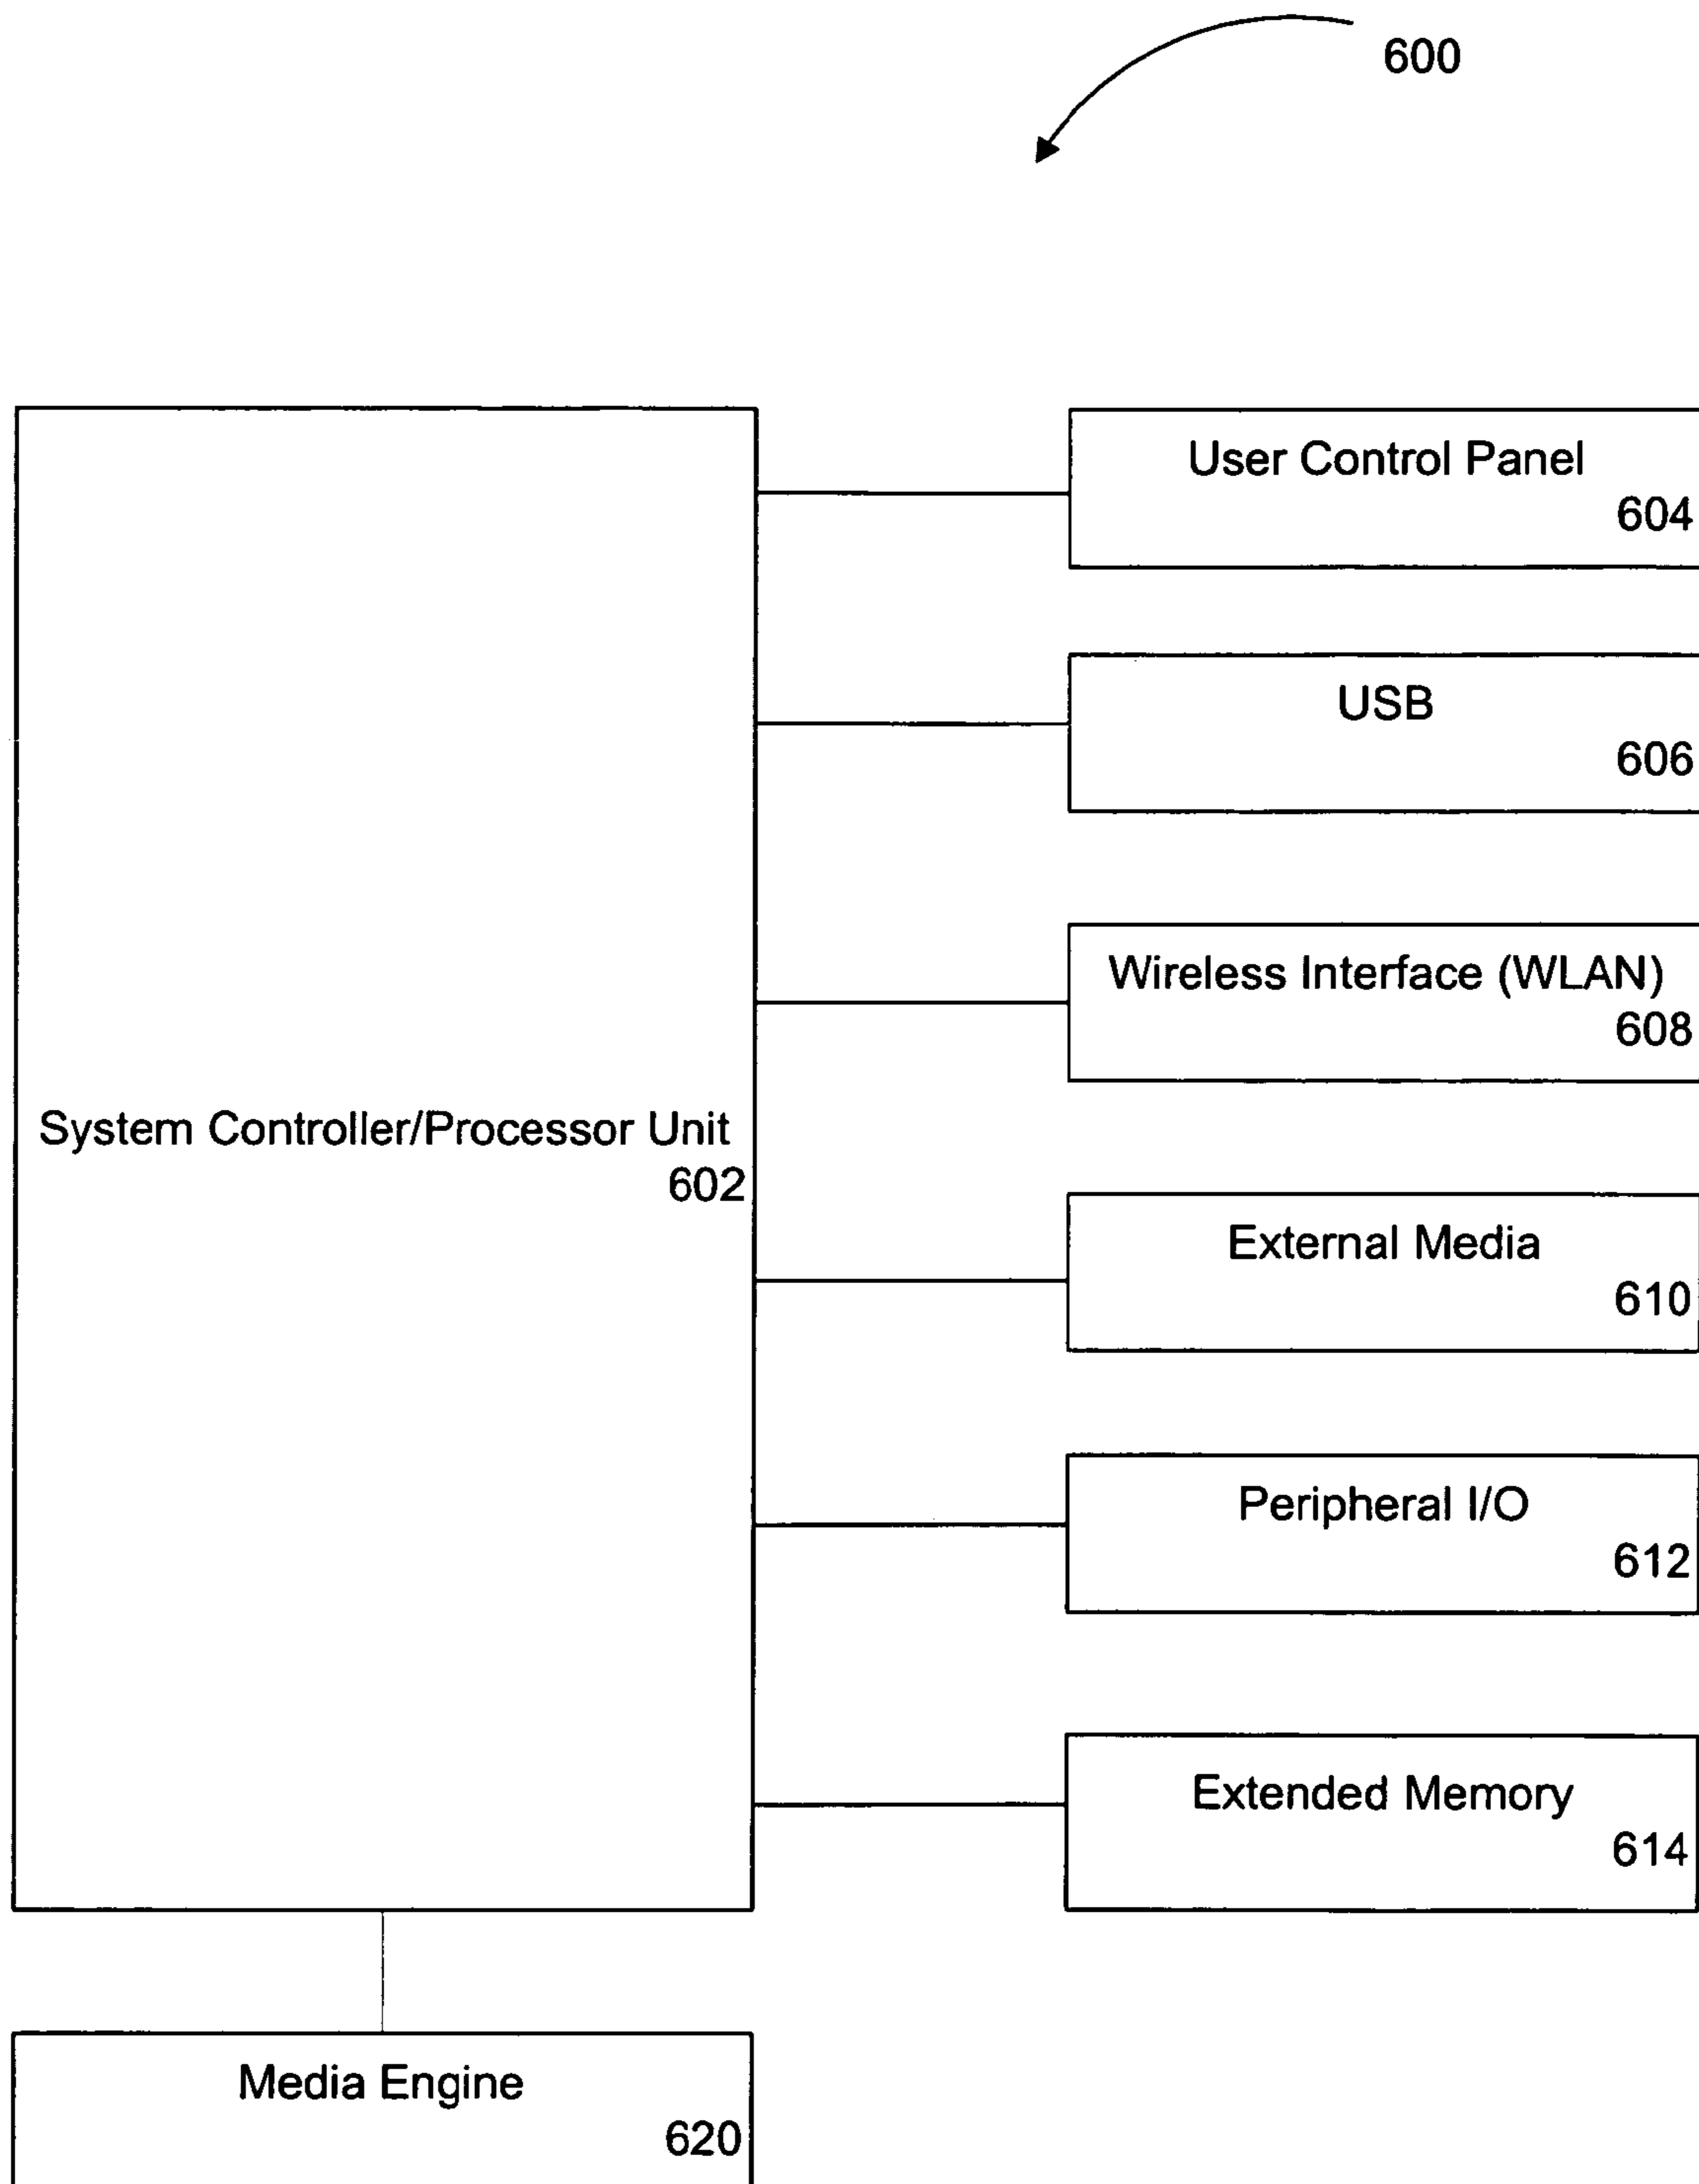 600
User Control Panel
604
USB
606
Wireless Interface (WLAN)
608
System Controller/Processor Unit
602
External Media
610
Peripheral I/O
612
Extended Memory
614
Media Engine
620